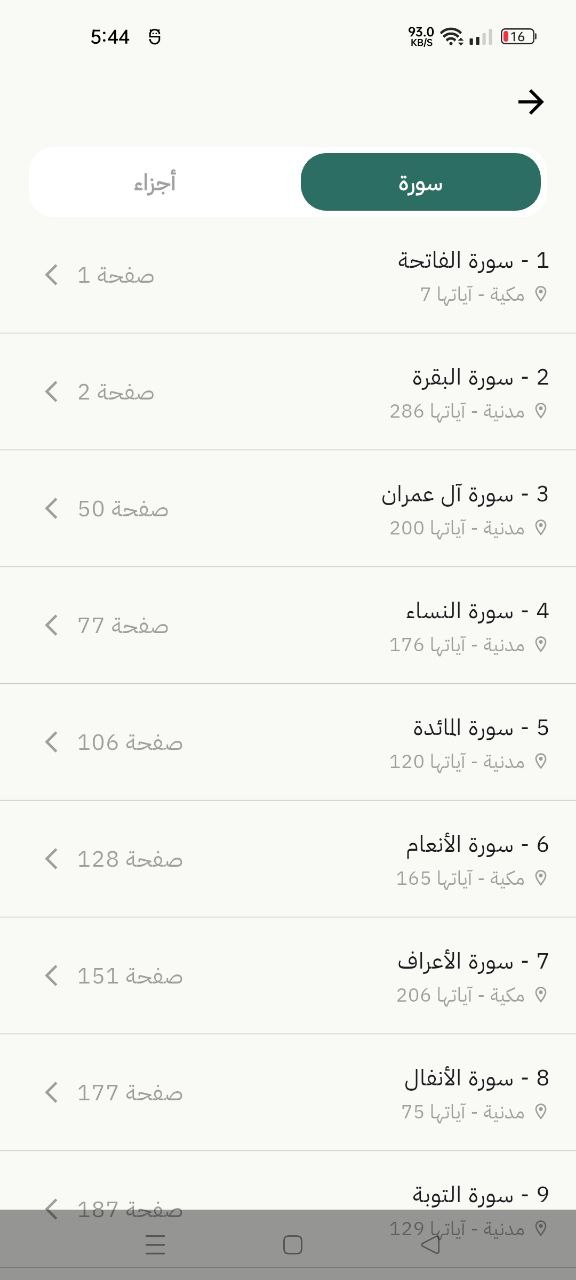 5:44
93.0
KB/S
16
سورة
أجزاء
1 - سورة الفاتحة
مكية - آياتها 7
صفحة 1
2 - سورة البقرة
مدنية - آياتها 286
صفحة 2
3 - سورة آل عمران
مدنية - آياتها 200
صفحة 50
4 - سورة النساء
مدنية - آياتها 176
صفحة 77
5 - سورة المائدة
مدنية - آياتها 120
صفحة 106
6 - سورة الأنعام
مكية - آياتها 165
صفحة 128
7 - سورة الأعراف
مكية - آياتها 206
صفحة 151
8 - سورة الأنفال
مدنية - آياتها 75
صفحة 177
9 - سورة التوبة
مدنية - آياتها 129
صفحة 187